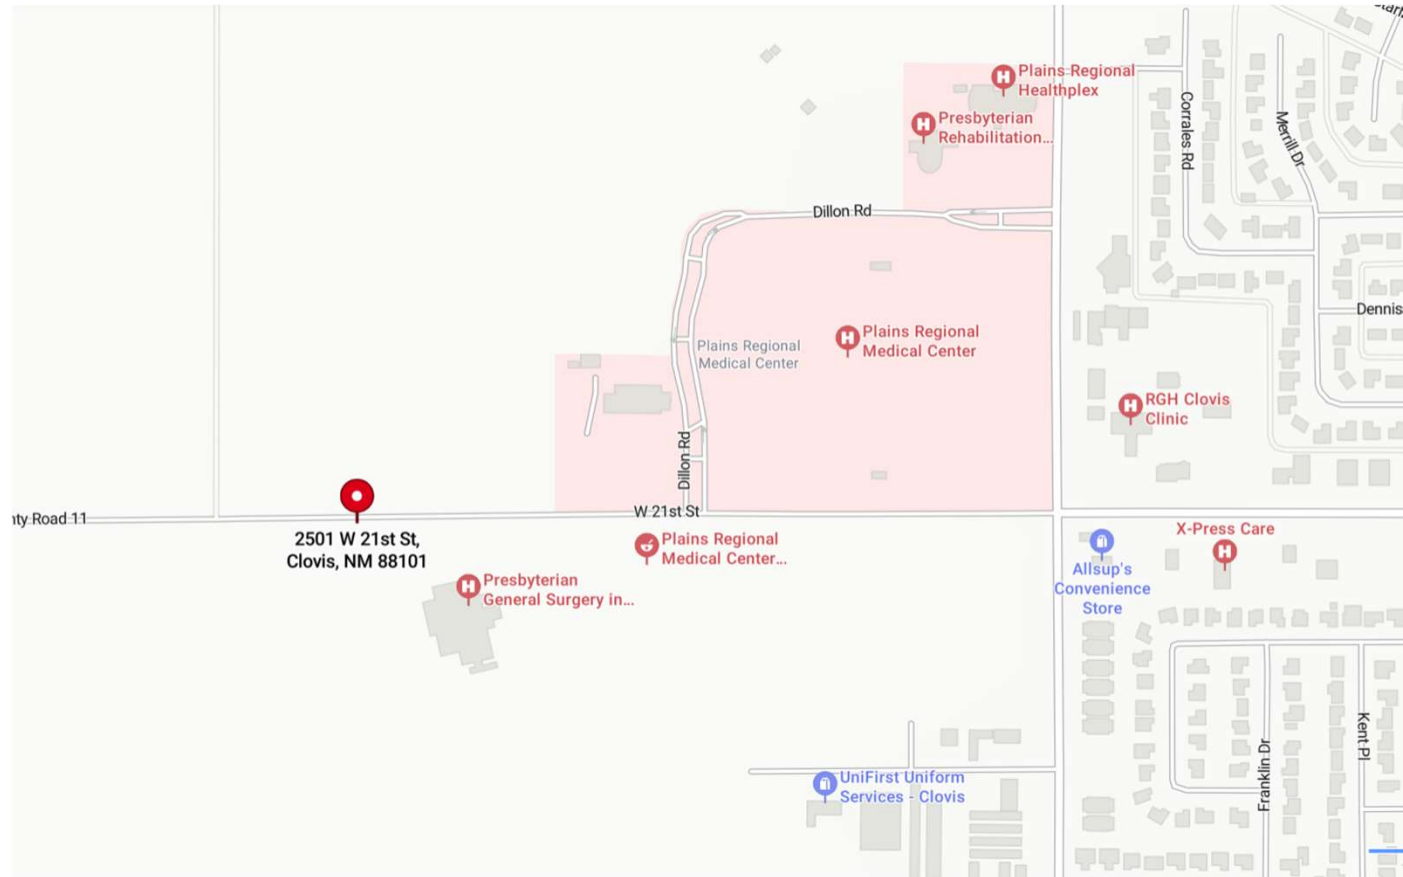 Plains Regional
Healthplex
Presbyterian
Rehabilitation...
Corrales Rd
Merrill Dr
Dillon Rd
Dennis
Plains Regional
Medical Center
Plains Regional
Medical Center
RGH Clovis
Clinic
Dillon Rd
W 21st St
nty Road 11
2501 W 21st St,
Clovis, NM 88101
Plains Regional
Medical Center...
X-Press Care
Allsup's
Convenience
Store
Presbyterian
General Surgery in...
Kent Pl
Franklin Dr
UniFirst Uniform
Services - Clovis